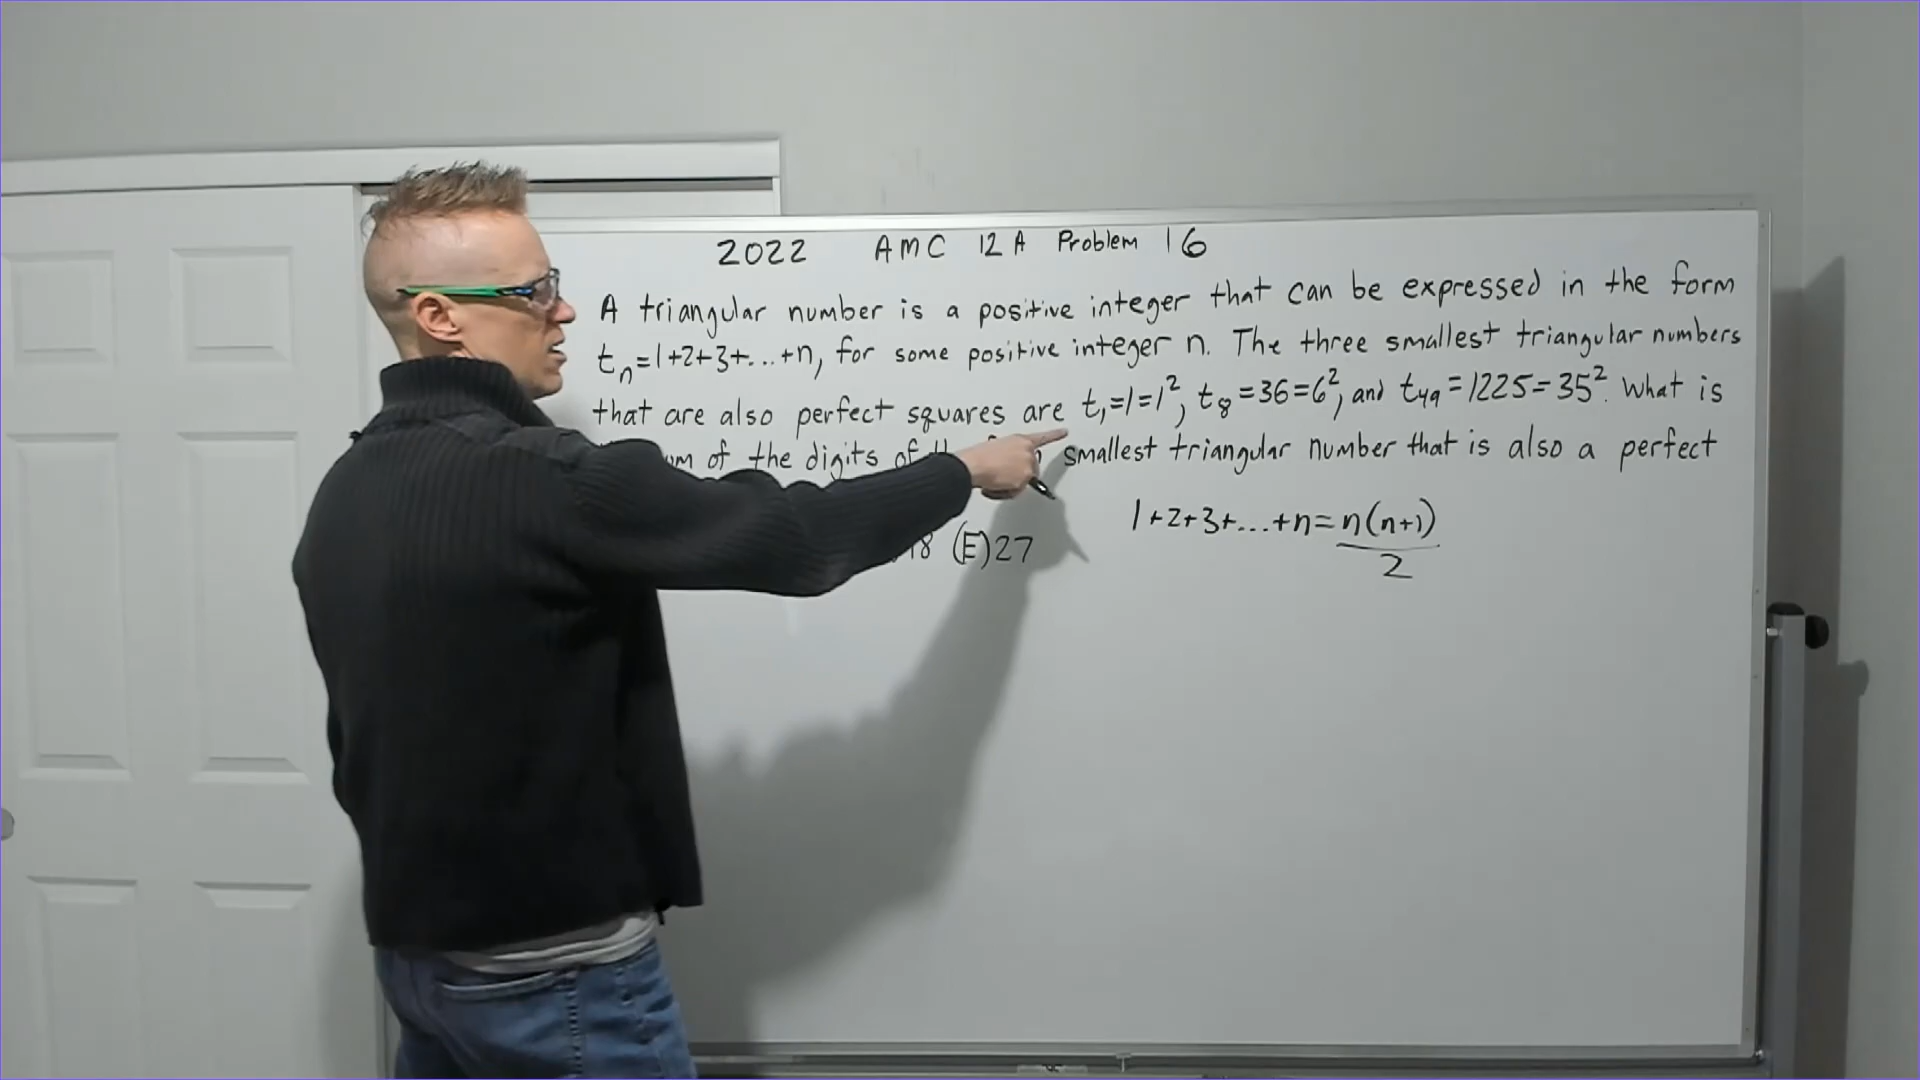 2022 AMC 12A Problem 16
A triangular number is a positive integer that can be expressed in the form
tₙ=1+2+3+...+n, for some positive integer n. The three smallest triangular numbers
that are also perfect squares are t₁=1=1², t₈=36=6², and t₄₉=1225=35². What is
of the digits of smallest triangular number that is also a perfect
1+2+3+...+n=n(n+1)/2
18 (E)27